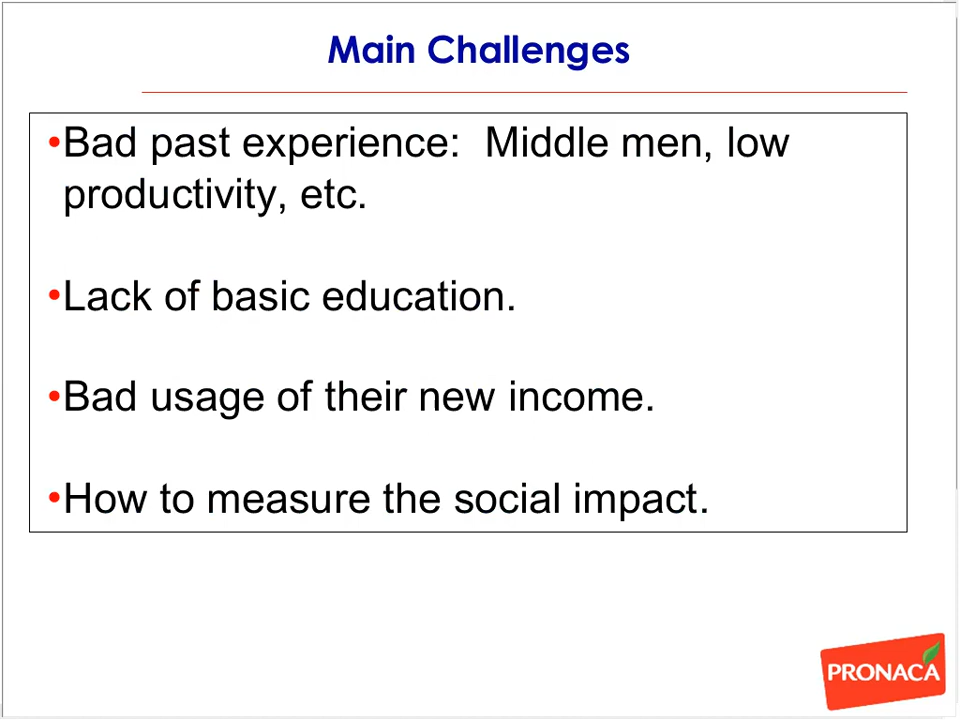 Main Challenges
•Bad past experience:  Middle men, low
productivity, etc.
•Lack of basic education.
•Bad usage of their new income.
•How to measure the social impact.
PRONACA